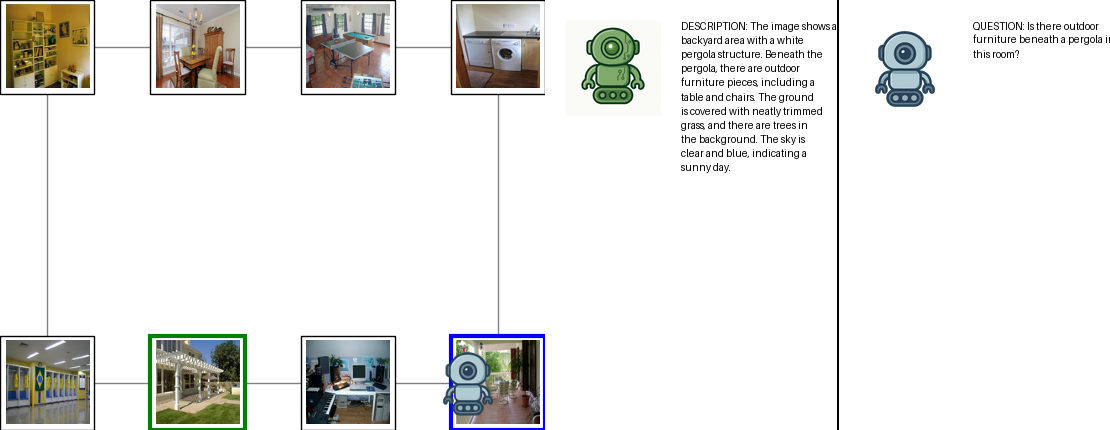 DESCRIPTION: The image shows a
backyard area with a white
pergola structure. Beneath the
pergola, there are outdoor
furniture pieces, including a
table and chairs. The ground
is covered with neatly trimmed
grass, and there are trees in
the background. The sky is
clear and blue, indicating a
sunny day.
QUESTION: Is there outdoor
furniture beneath a pergola in
this room?